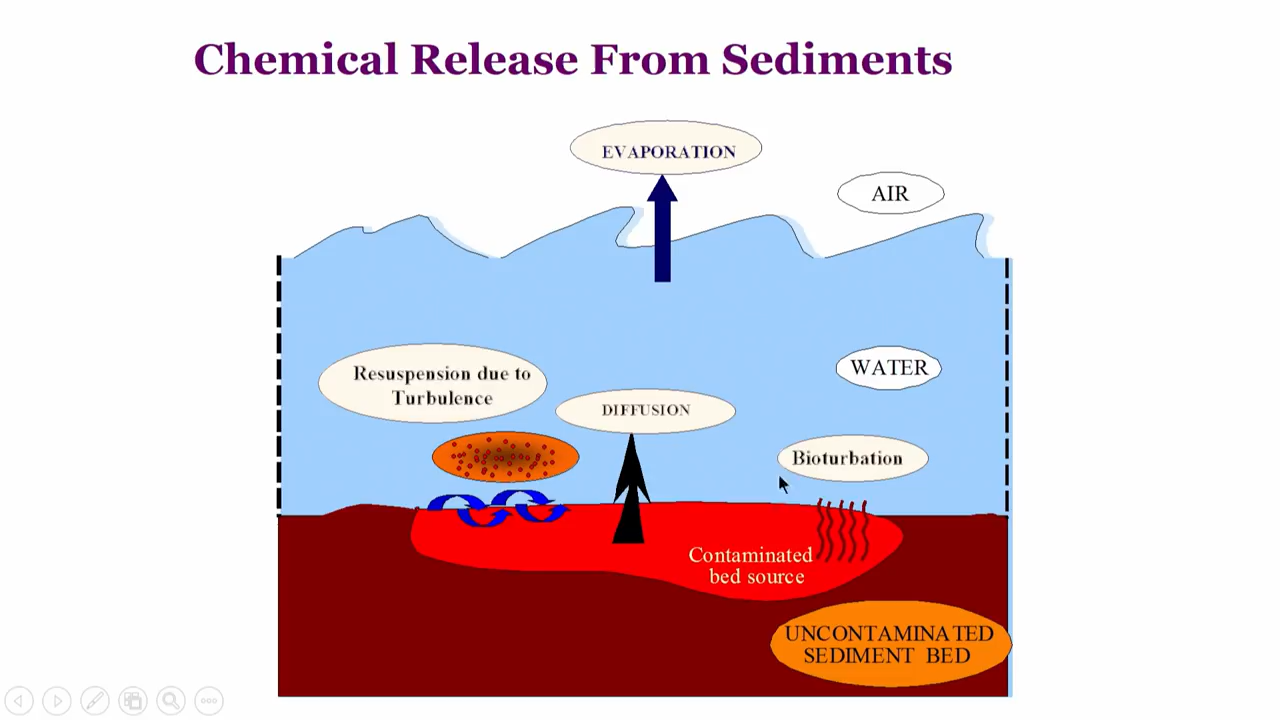 Chemical Release From Sediments
EVAPORATION
AIR
Resuspension due to
Turbulence
WATER
DIFFUSION
Bioturbation
Contaminated
bed source
UNCONTAMINATED
SEDIMENT BED